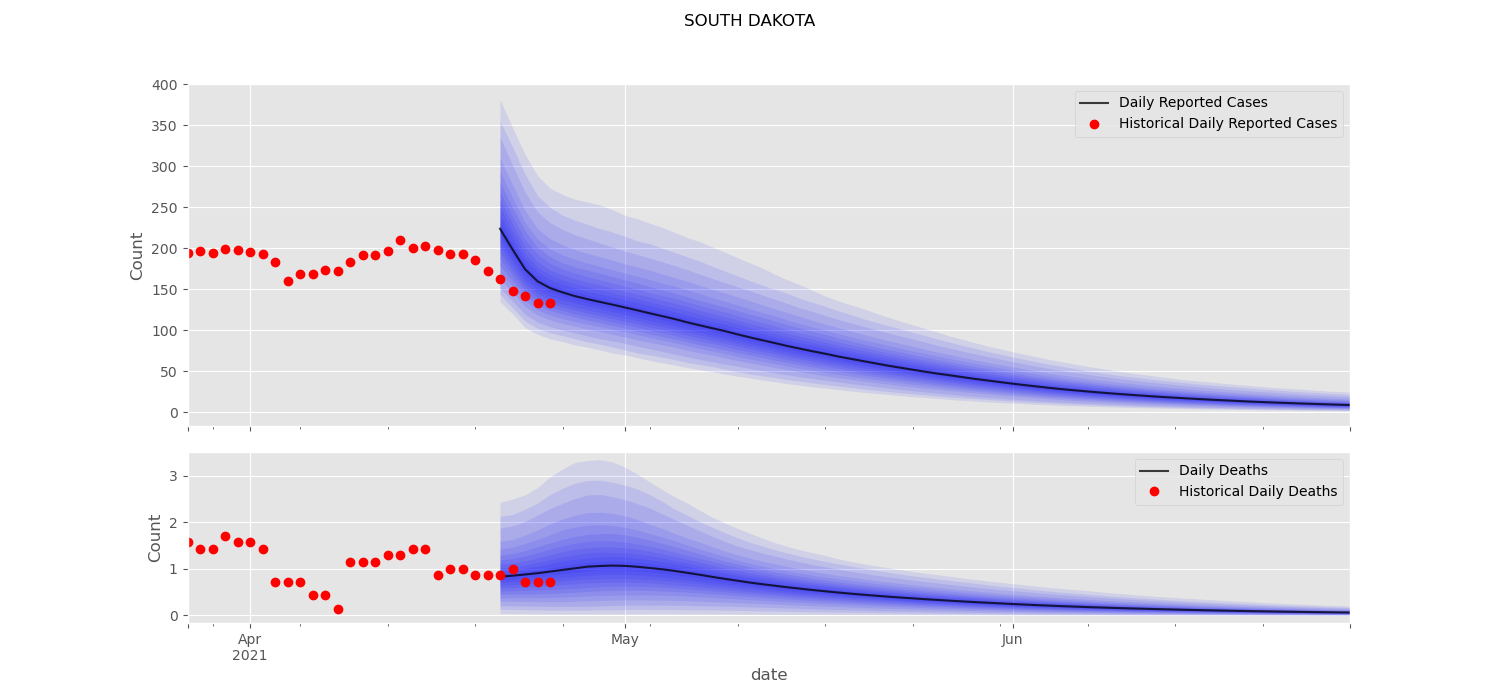 SOUTH DAKOTA
400
350
300
250
200
150
100
50
0
Count
Daily Reported Cases
Historical Daily Reported Cases
3
2
1
0
Count
Daily Deaths
Historical Daily Deaths
Apr
2021
May
Jun
date